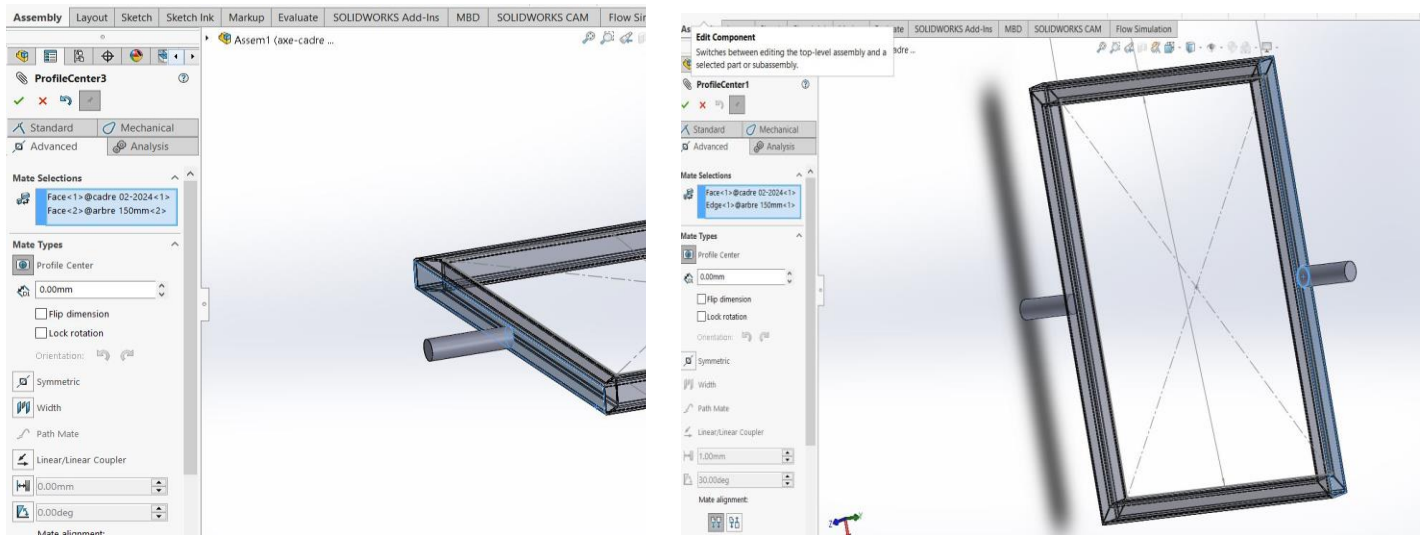 Assembly Layout Sketch Sketch Ink Markup Evaluate SOLIDWORKS Add-Ins MBD SOLIDWORKS CAM Flow Sir
Assem1 (axe-cadre ...
ProfileCenter3
Standard Mechanical
Advanced Analysis
Mate Selections
Face<1>@cadre 02-2024<1>
Face<2>@arbre 150mm<2>
Mate Types
Profile Center
0.00mm
Flip dimension
Lock rotation
Orientation:
Symmetric
Width
Path Mate
Linear/Linear Coupler
0.00mm
0.00deg
Mate alignment:
As
Evaluate SOLIDWORKS Add-Ins MBD SOLIDWORKS CAM Flow Simulation
Edit Component
Switches between editing the top-level assembly and a
selected part or subassembly.
adre ...
ProfileCenter1
Standard Mechanical
Advanced Analysis
Mate Selections
Face<1>@cadre 02-2024<1>
Edge<1>@arbre 150mm<1>
Mate Types
Profile Center
0.00mm
Flip dimension
Lock rotation
Orientation:
Symmetric
Width
Path Mate
Linear/Linear Coupler
1.00mm
30.00deg
Mate alignment: